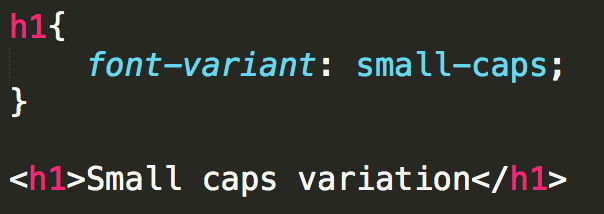 h1{
font-variant: small-caps;
}
<h1>Small caps variation</h1>